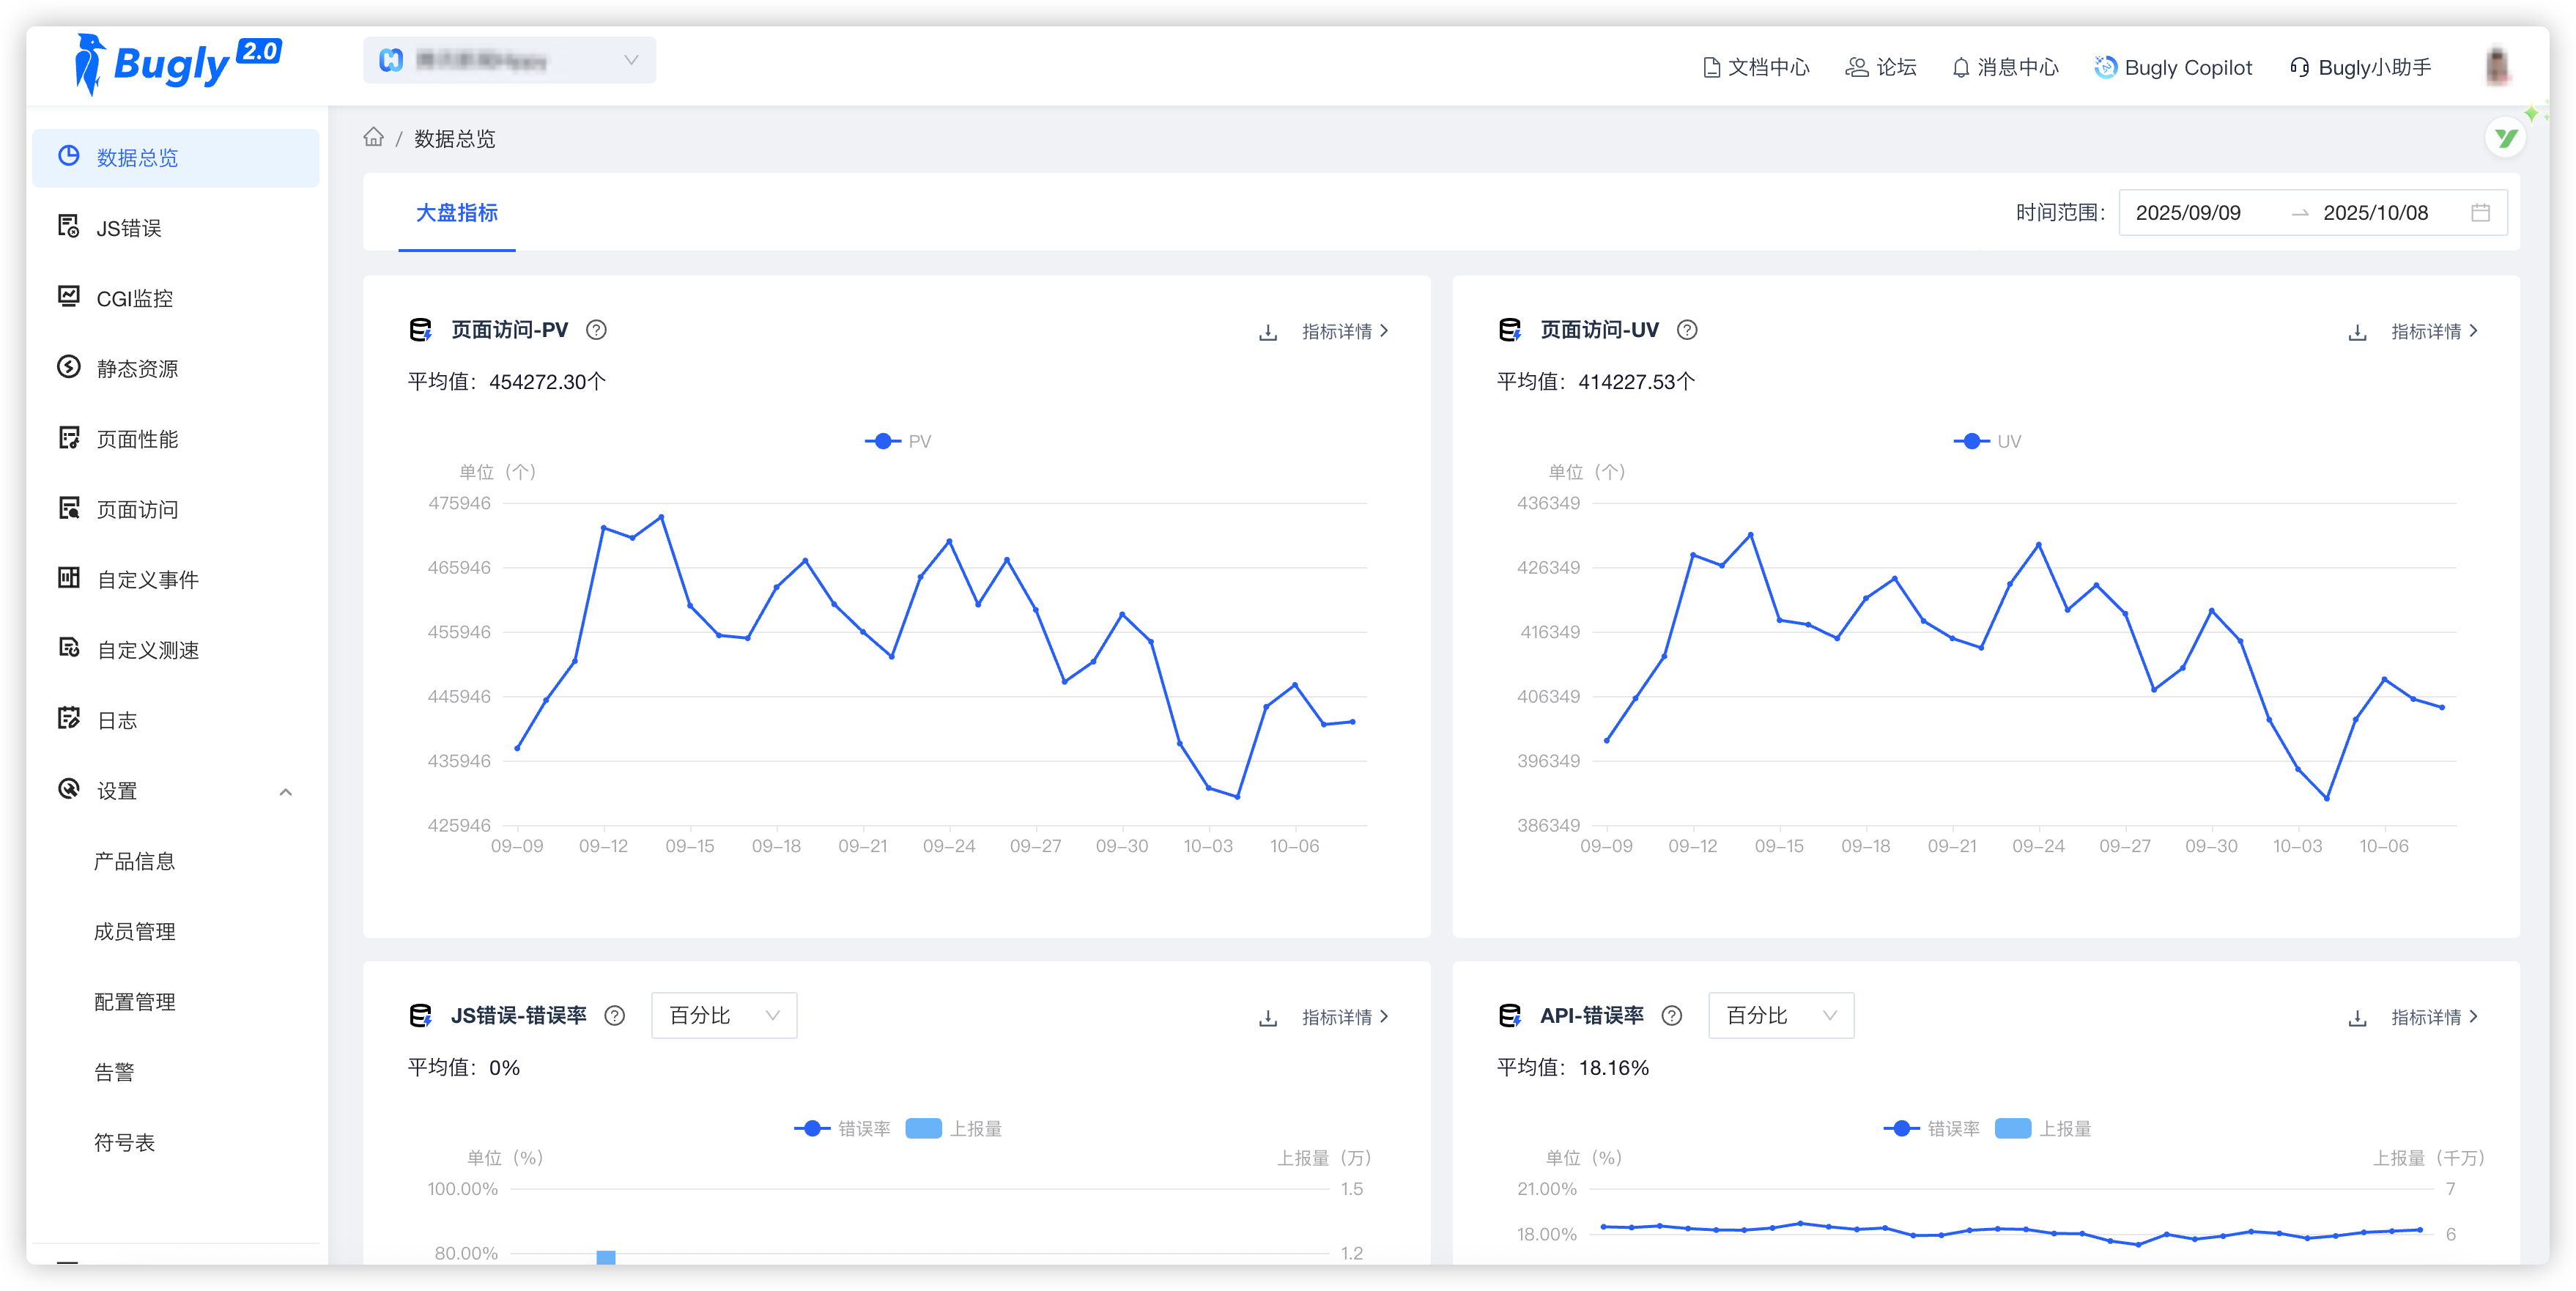 Bugly 2.0
文档中心
论坛
消息中心
Bugly Copilot
Bugly小助手
数据总览
JS错误
CGI监控
静态资源
页面性能
页面访问
自定义事件
自定义测速
日志
设置
产品信息
成员管理
配置管理
告警
符号表
/ 数据总览
大盘指标
时间范围： 2025/09/09 → 2025/10/08
页面访问-PV
指标详情
平均值：454272.30个
PV
单位（个）
475946
465946
455946
445946
435946
425946
09-09 09-12 09-15 09-18 09-21 09-24 09-27 09-30 10-03 10-06
页面访问-UV
指标详情
平均值：414227.53个
UV
单位（个）
436349
426349
416349
406349
396349
386349
09-09 09-12 09-15 09-18 09-21 09-24 09-27 09-30 10-03 10-06
JS错误-错误率
百分比
指标详情
平均值：0%
错误率 上报量
单位（%） 上报量（万）
100.00% 1.5
80.00% 1.2
API-错误率
百分比
指标详情
平均值：18.16%
错误率 上报量
单位（%） 上报量（千万）
21.00% 7
18.00% 6